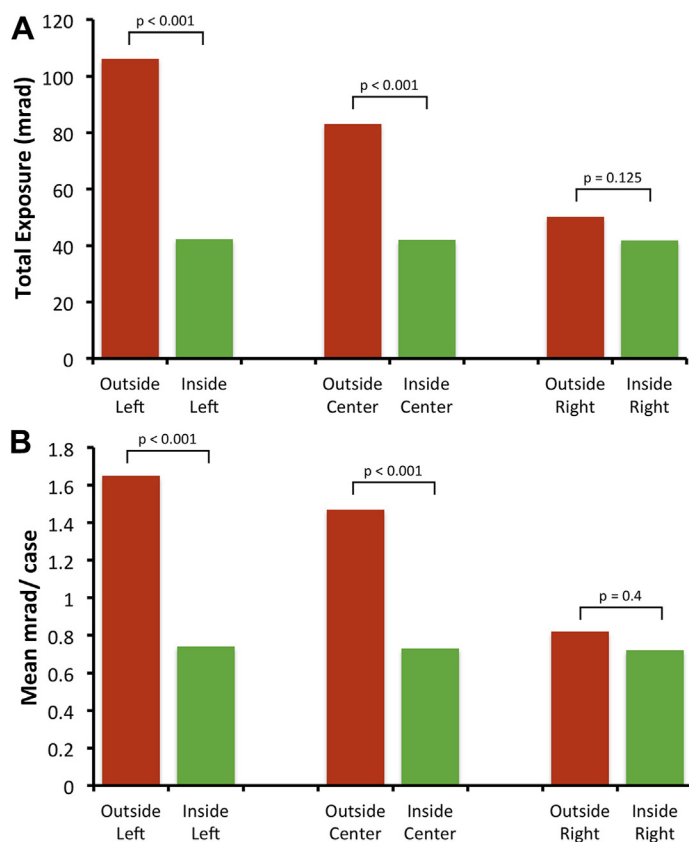 A
Total Exposure (mrad)
120
100
80
60
40
20
0
p < 0.001
p < 0.001
p = 0.125
Outside Inside Outside Inside Outside Inside
Left Left Center Center Right Right
B
Mean mrad/ case
1.8
1.6
1.4
1.2
1
0.8
0.6
0.4
0.2
0
p < 0.001
p < 0.001
p = 0.4
Outside Inside Outside Inside Outside Inside
Left Left Center Center Right Right